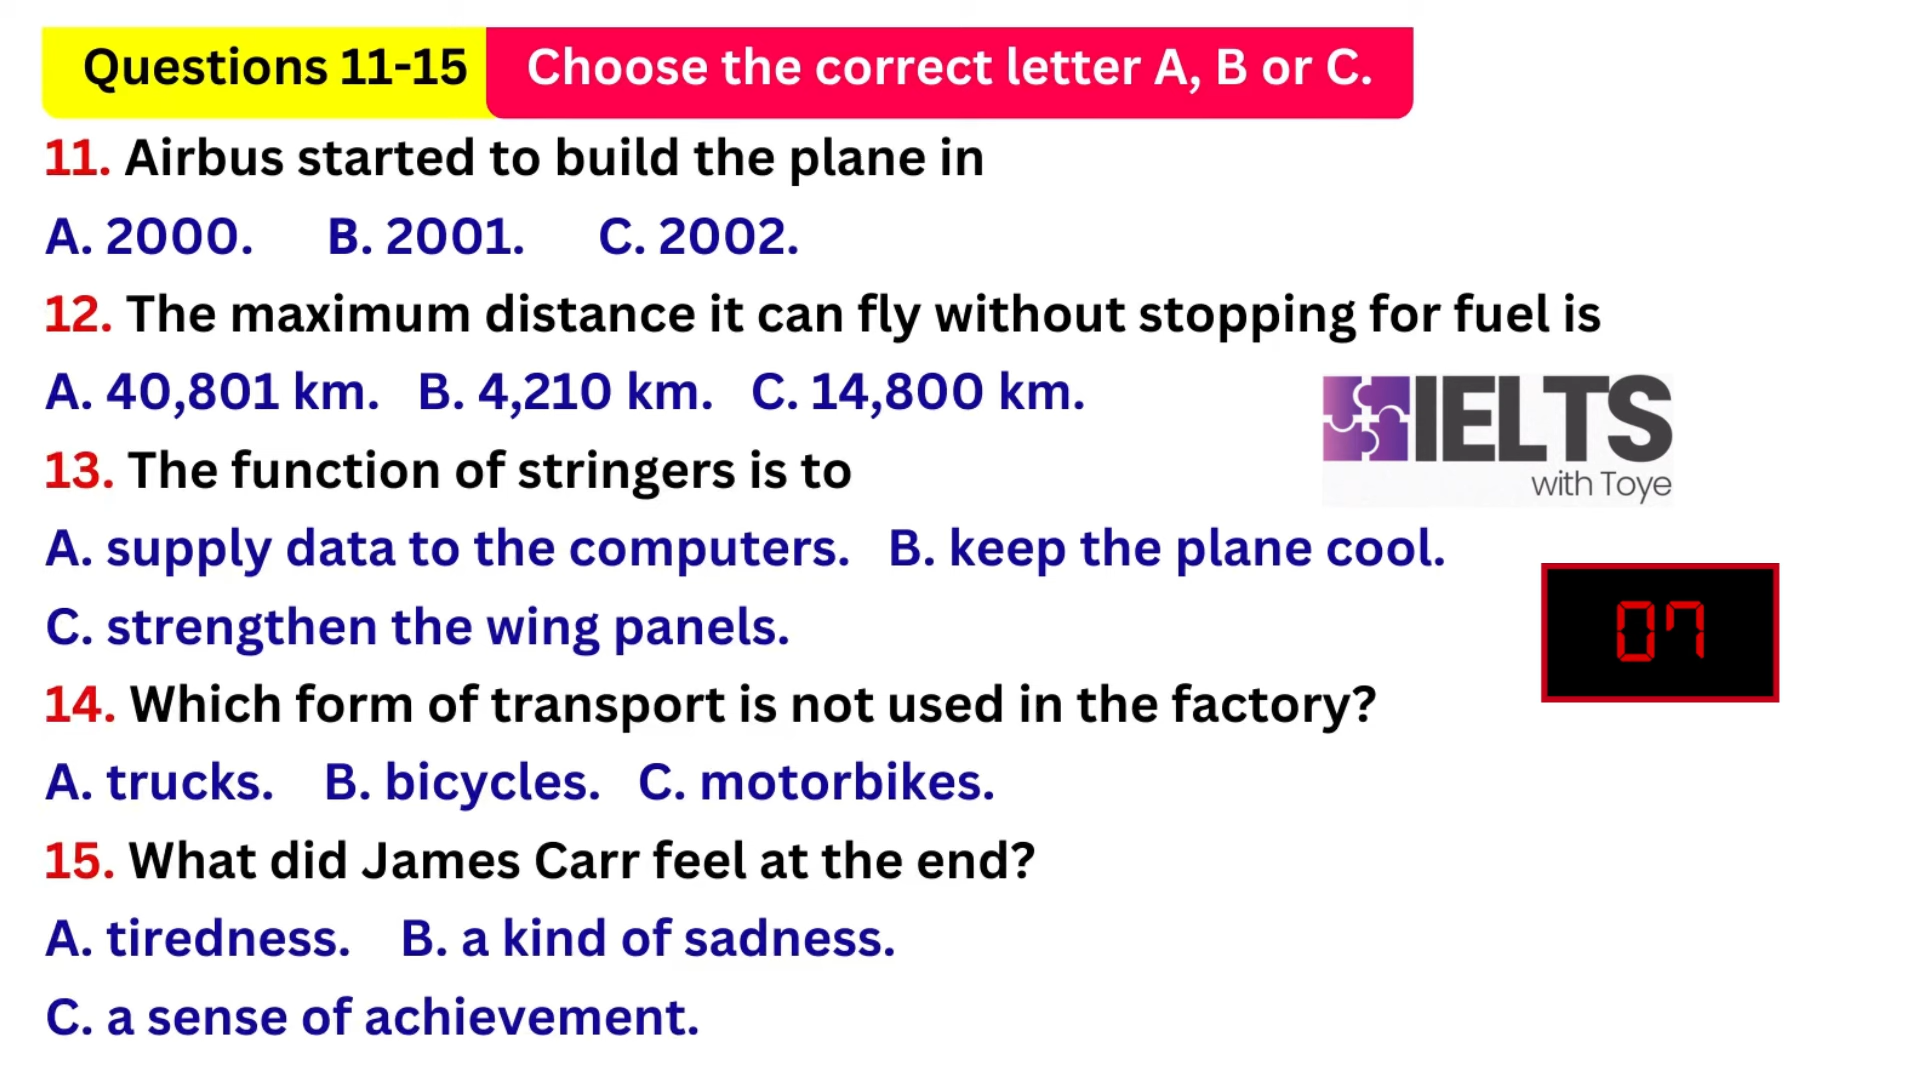 Questions 11-15 Choose the correct letter A, B or C.
11. Airbus started to build the plane in
A. 2000. B. 2001. C. 2002.
12. The maximum distance it can fly without stopping for fuel is
A. 40,801 km. B. 4,210 km. C. 14,800 km.
IELTS
with Toye
13. The function of stringers is to
A. supply data to the computers. B. keep the plane cool.
C. strengthen the wing panels.
07
14. Which form of transport is not used in the factory?
A. trucks. B. bicycles. C. motorbikes.
15. What did James Carr feel at the end?
A. tiredness. B. a kind of sadness.
C. a sense of achievement.